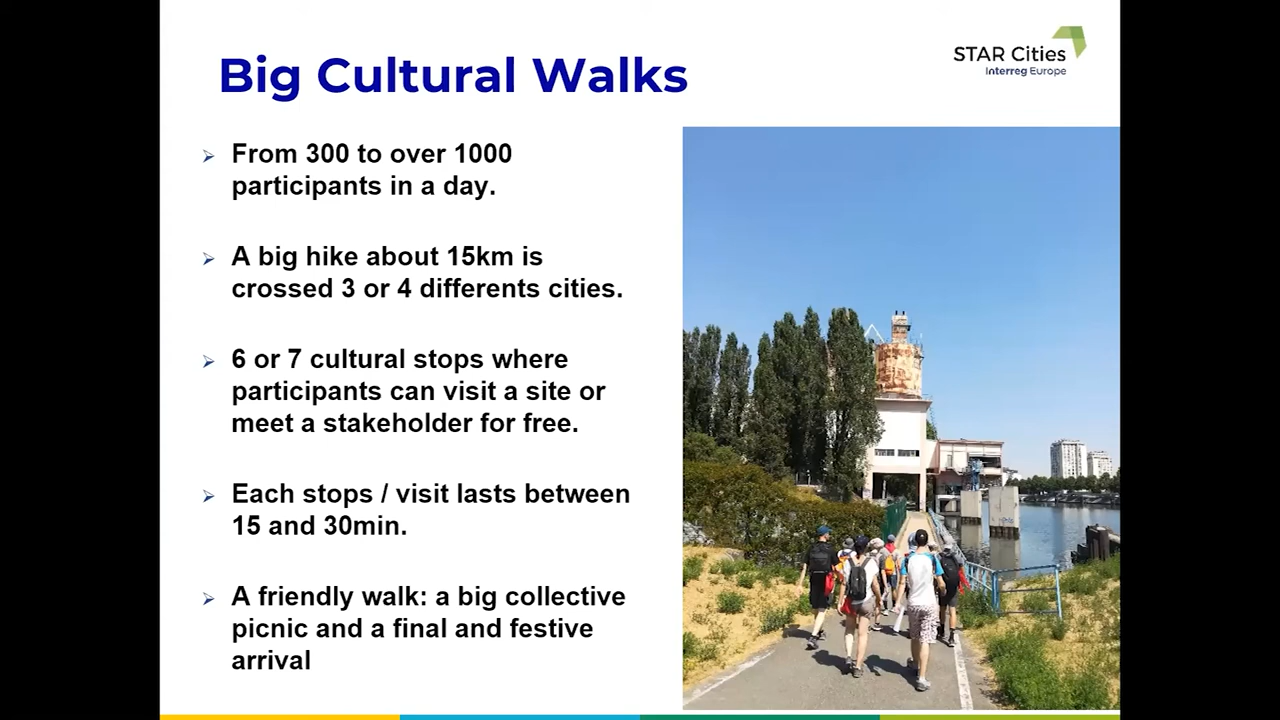 Big Cultural Walks
STAR Cities
Interreg Europe
From 300 to over 1000
participants in a day.
A big hike about 15km is
crossed 3 or 4 differents cities.
6 or 7 cultural stops where
participants can visit a site or
meet a stakeholder for free.
Each stops / visit lasts between
15 and 30min.
A friendly walk: a big collective
picnic and a final and festive
arrival